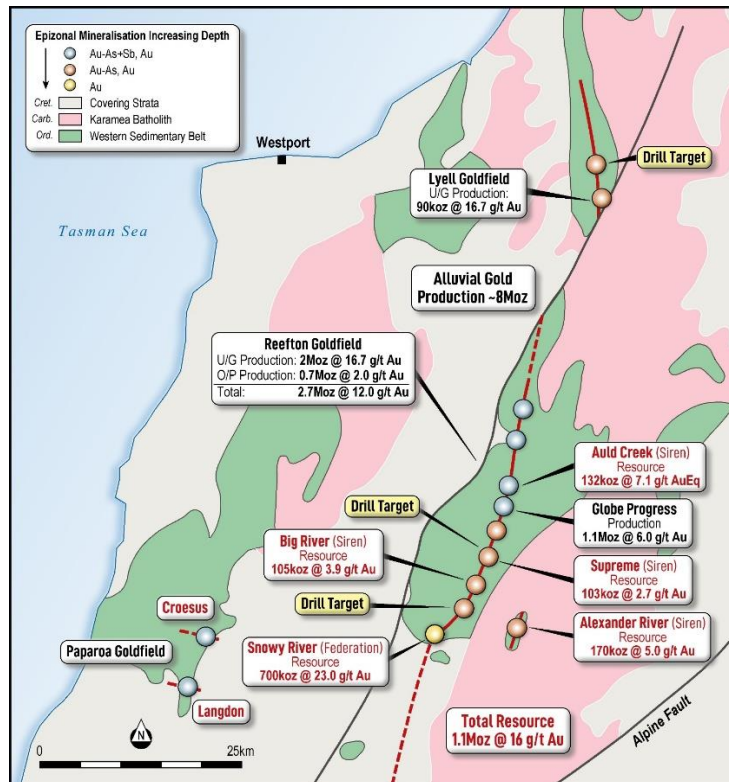 Epizonal Mineralisation Increasing Depth
Au-As+Sb, Au
Au-As, Au
Au
Cret. Covering Strata
Carb. Karamea Batholith
Ord. Western Sedimentary Belt
Westport
Tasman Sea
Drill Target
Lyell Goldfield
U/G Production:
90koz @ 16.7 g/t Au
Alluvial Gold
Production ~8Moz
Reefton Goldfield
U/G Production: 2Moz @ 16.7 g/t Au
O/P Production: 0.7Moz @ 2.0 g/t Au
Total: 2.7Moz @ 12.0 g/t Au
Auld Creek (Siren)
Resource
132koz @ 7.1 g/t AuEq
Drill Target
Globe Progress
Production
1.1Moz @ 6.0 g/t Au
Big River (Siren)
Resource
105koz @ 3.9 g/t Au
Supreme (Siren)
Resource
103koz @ 2.7 g/t Au
Drill Target
Croesus
Alexander River (Siren)
Resource
170koz @ 5.0 g/t Au
Paparoa Goldfield
Snowy River (Federation)
Resource
700koz @ 23.0 g/t Au
Langdon
Total Resource
1.1Moz @ 16 g/t Au
Alpine Fault
N
0 25km